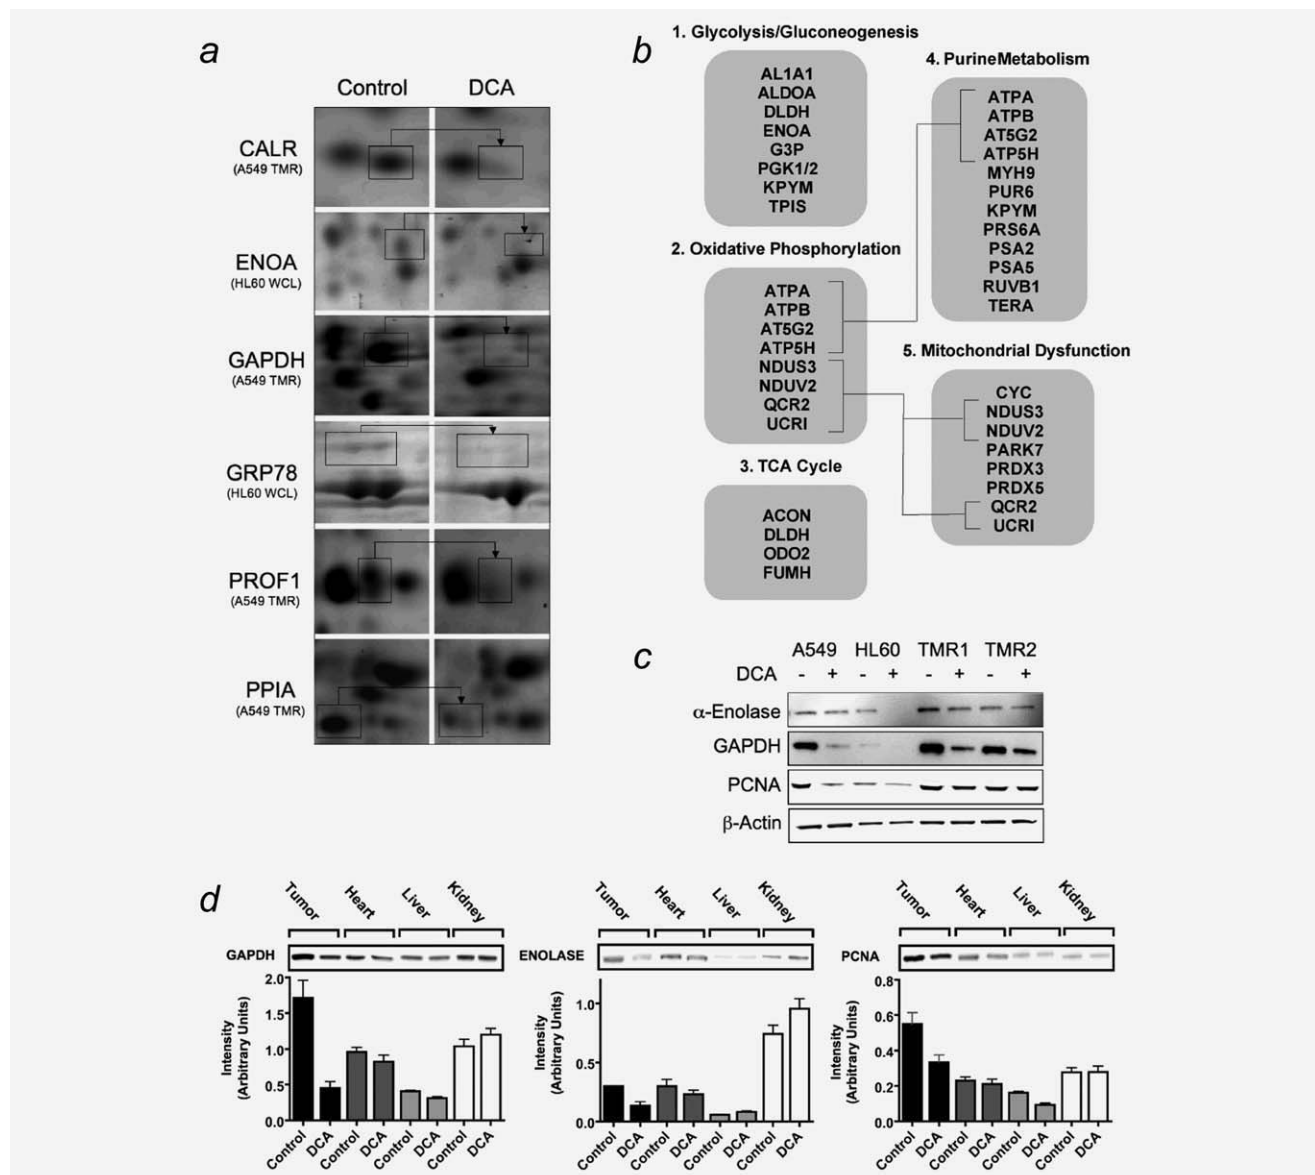 a
Control DCA
CALR
(A549 TMR)
ENOA
(HL60 WCL)
GAPDH
(A549 TMR)
GRP78
(HL60 WCL)
PROF1
(A549 TMR)
PPIA
(A549 TMR)
b
1. Glycolysis/Gluconeogenesis
AL1A1
ALDOA
DLDH
ENOA
G3P
PGK1/2
KPYM
TPIS
2. Oxidative Phosphorylation
ATPA
ATPB
AT5G2
ATP5H
NDUS3
NDUV2
QCR2
UCRI
3. TCA Cycle
ACON
DLDH
ODO2
FUMH
4. PurineMetabolism
ATPA
ATPB
AT5G2
ATP5H
MYH9
PUR6
KPYM
PRS6A
PSA2
PSA5
RUVB1
TERA
5. Mitochondrial Dysfunction
CYC
NDUS3
NDUV2
PARK7
PRDX3
PRDX5
QCR2
UCRI
c
A549 HL60 TMR1 TMR2
DCA - + - + - + - +
α-Enolase
GAPDH
PCNA
β-Actin
d
Tumor Heart Liver Kidney
GAPDH
Intensity
(Arbitrary Units)
2.0
1.5
1.0
0.5
0.0
Control DCA Control DCA Control DCA Control DCA
Tumor Heart Liver Kidney
ENOLASE
Intensity
(Arbitrary Units)
1.0
0.5
0.0
Control DCA Control DCA Control DCA Control DCA
Tumor Heart Liver Kidney
PCNA
Intensity
(Arbitrary Units)
0.8
0.6
0.4
0.2
0.0
Control DCA Control DCA Control DCA Control DCA